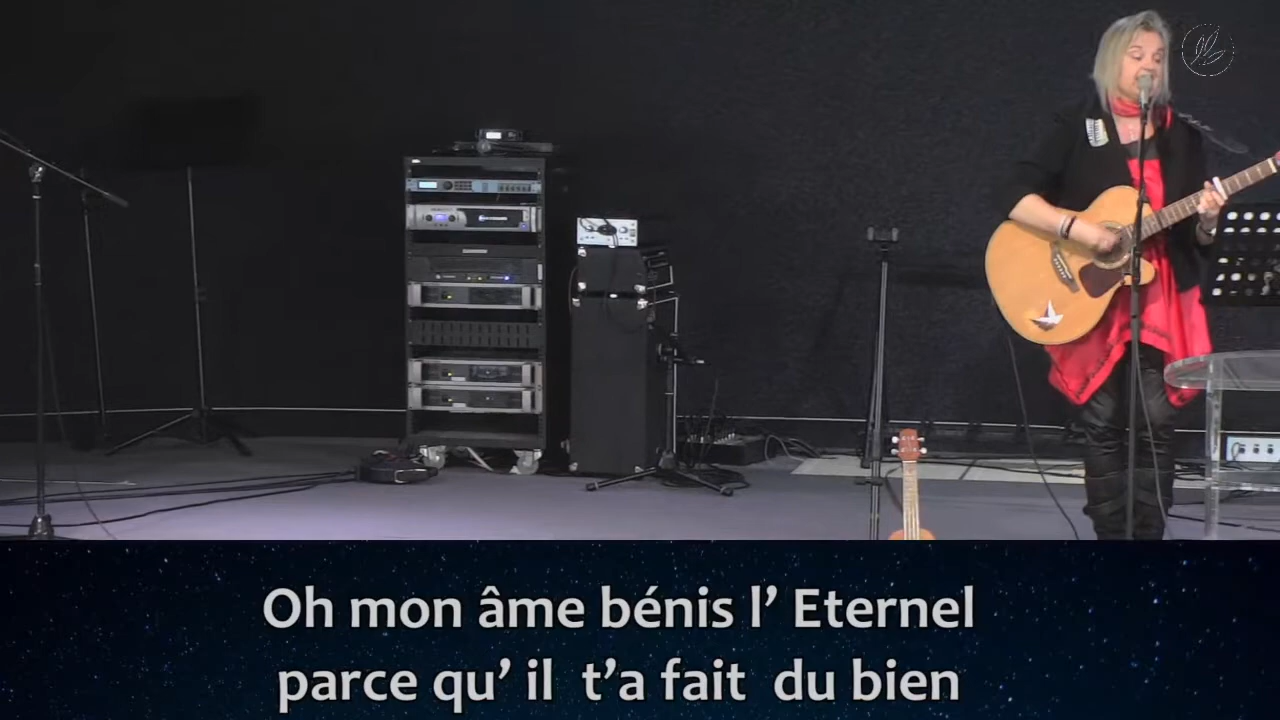 Oh mon âme bénis l’ Eternel
parce qu’ il t’a fait du bien